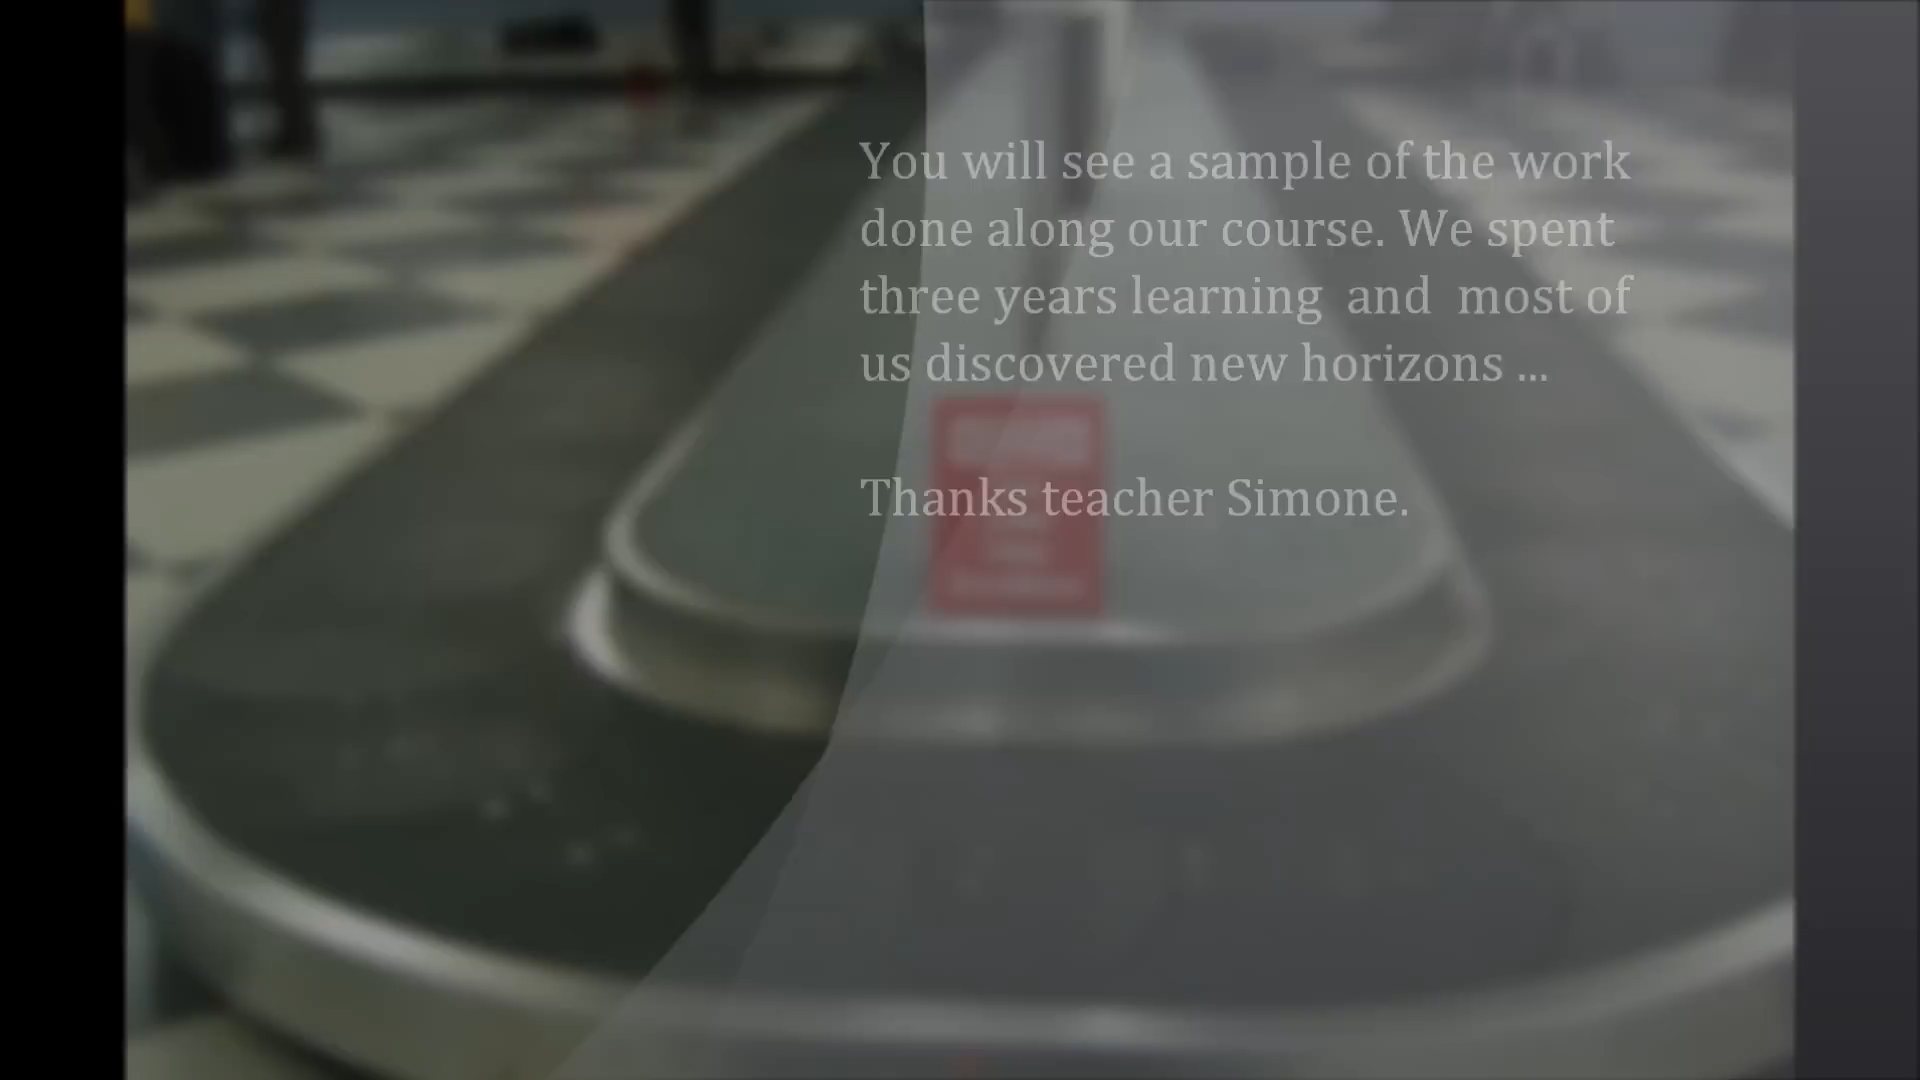 You will see a sample of the work
done along our course. We spent
three years learning and most of
us discovered new horizons ...
Thanks teacher Simone.